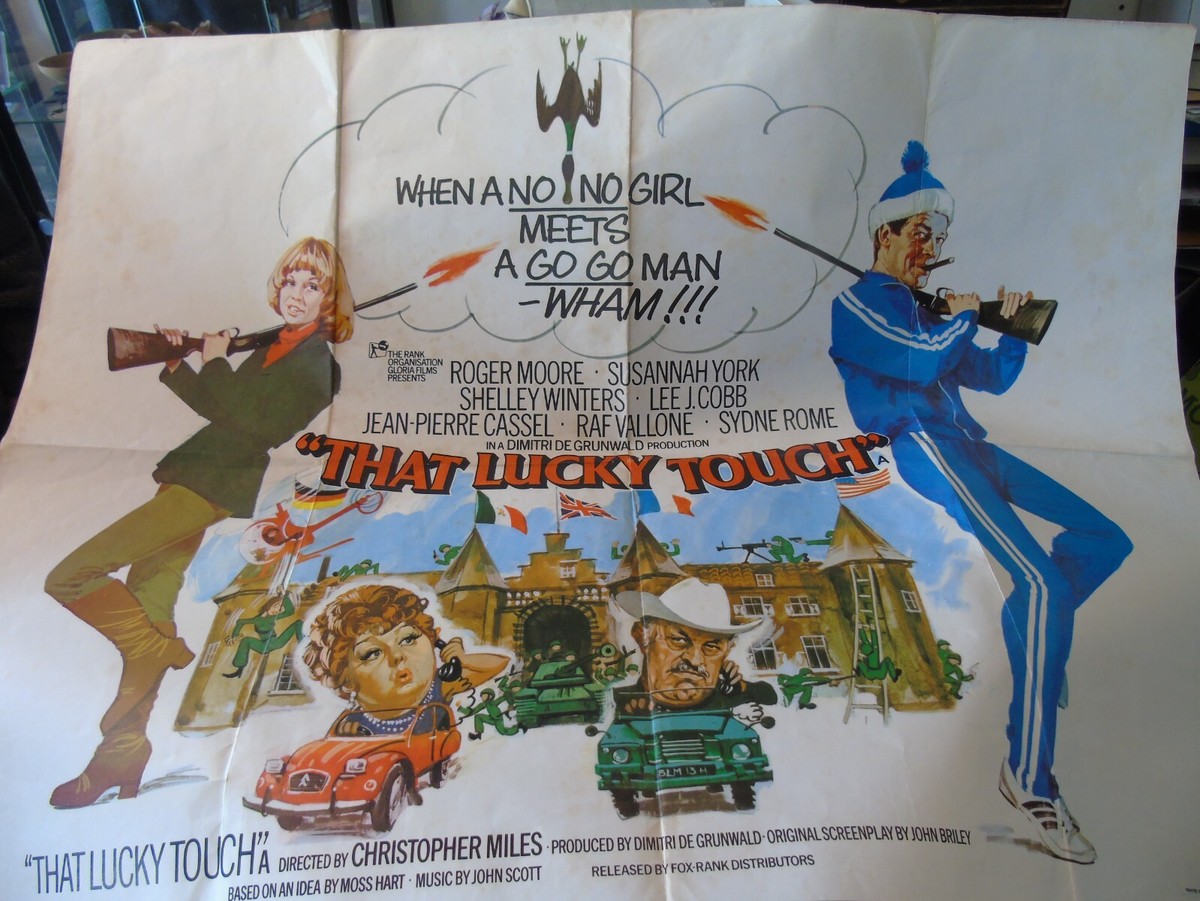 WHEN A NO NO GIRL
MEETS
A GO GO MAN
-WHAM!!!
THE RANK
ORGANISATION
GLORIA FILMS
PRESENTS
ROGER MOORE · SUSANNAH YORK
SHELLEY WINTERS · LEE J. COBB
JEAN-PIERRE CASSEL · RAF VALLONE · SYDNE ROME
IN A DIMITRI DE GRUNWALD PRODUCTION
"THAT LUCKY TOUCH" A
BLM 13 H
"THAT LUCKY TOUCH" A DIRECTED BY CHRISTOPHER MILES · PRODUCED BY DIMITRI DE GRUNWALD · ORIGINAL SCREENPLAY BY JOHN BRILEY
BASED ON AN IDEA BY MOSS HART · MUSIC BY JOHN SCOTT RELEASED BY FOX-RANK DISTRIBUTORS